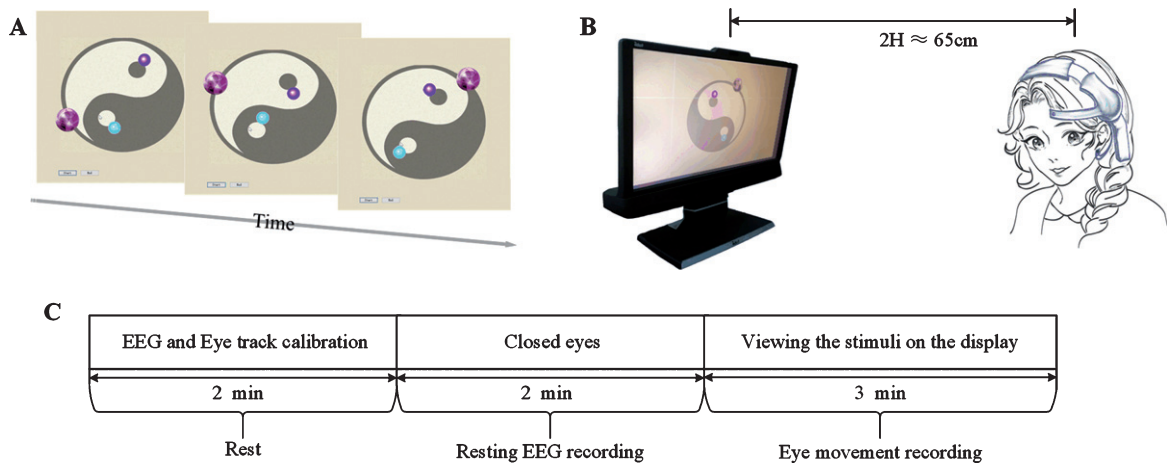 A
Time
B
2H ≈ 65cm
C
EEG and Eye track calibration
Closed eyes
Viewing the stimuli on the display
2 min
2 min
3 min
Rest
Resting EEG recording
Eye movement recording